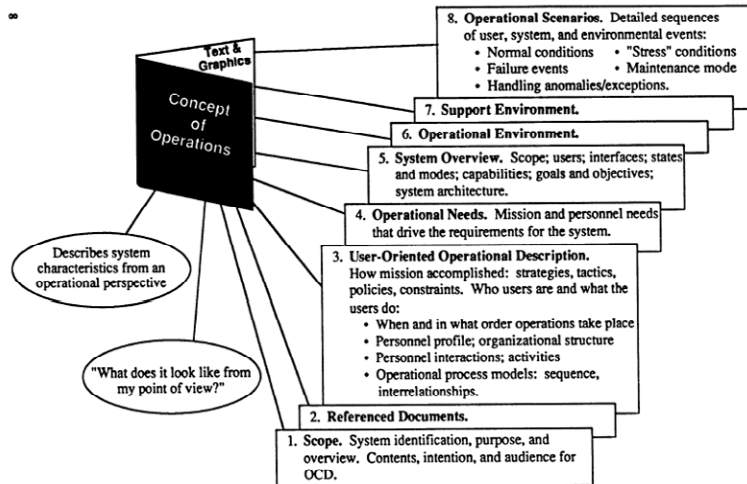 ∞
8. Operational Scenarios. Detailed sequences
of user, system, and environmental events:
• Normal conditions • "Stress" conditions
• Failure events • Maintenance mode
• Handling anomalies/exceptions.
Text &
Graphics
Concept
of
Operations
7. Support Environment.
6. Operational Environment.
5. System Overview. Scope; users; interfaces; states
and modes; capabilities; goals and objectives;
system architecture.
4. Operational Needs. Mission and personnel needs
that drive the requirements for the system.
3. User-Oriented Operational Description.
How mission accomplished: strategies, tactics,
policies, constraints. Who users are and what the
users do:
• When and in what order operations take place
• Personnel profile; organizational structure
• Personnel interactions; activities
• Operational process models: sequence,
interrelationships.
Describes system
characteristics from an
operational perspective
"What does it look like from
my point of view?"
2. Referenced Documents.
1. Scope. System identification, purpose, and
overview. Contents, intention, and audience for
OCD.